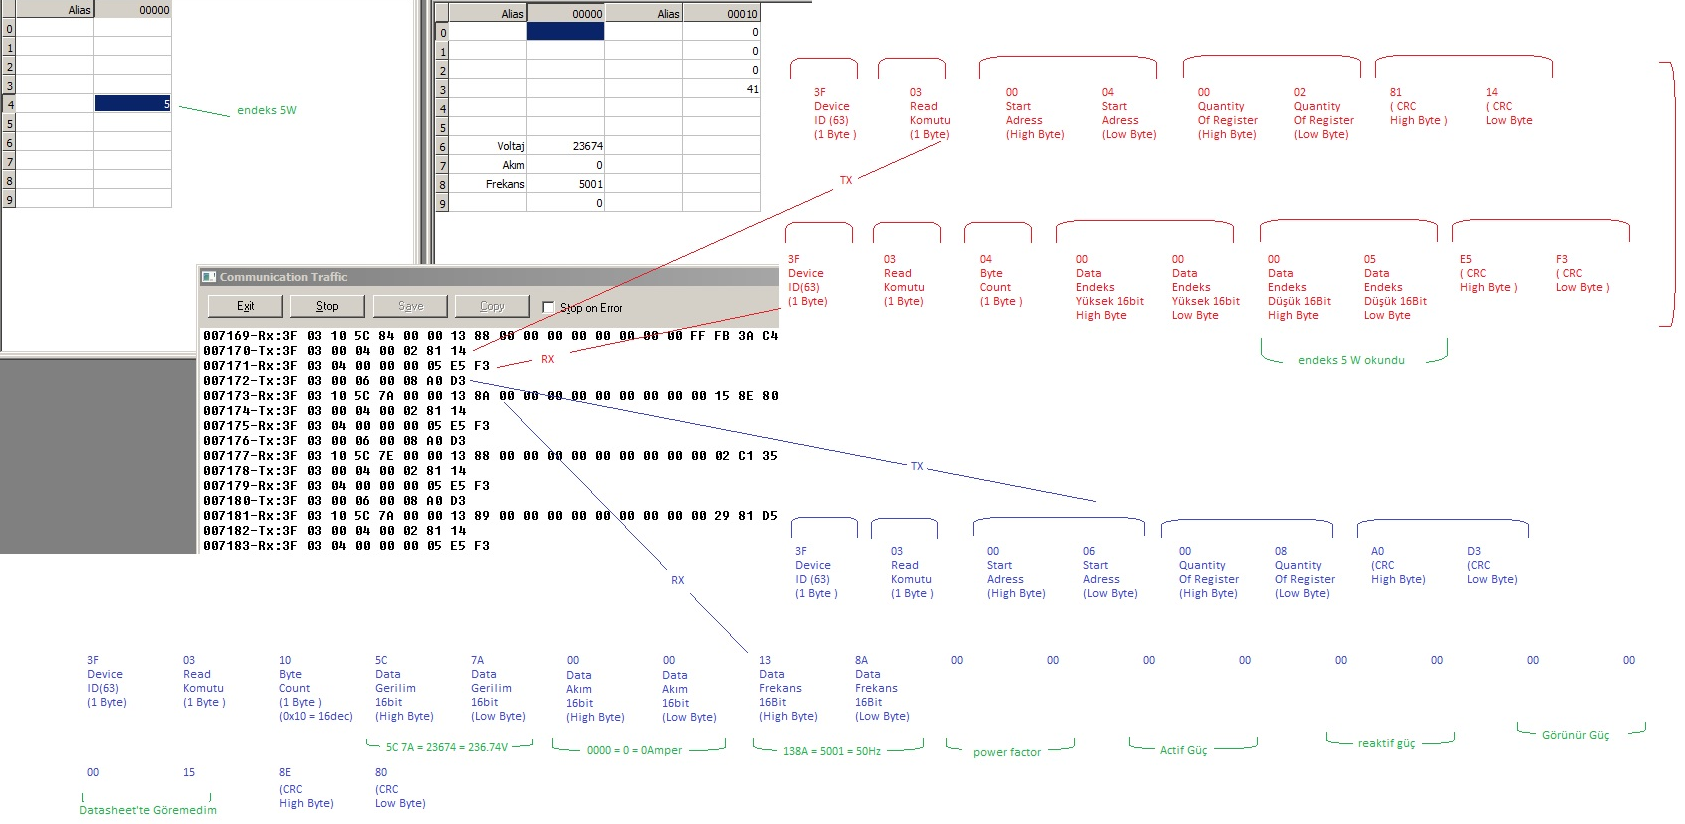 Alias 00000
0
1
2
3
4 5
5
6
7
8
9
endeks 5W
Alias 00000 Alias 00010
0 0
1 0
2 0
3 41
4
5
6 Voltaj 23674
7 Akım 0
8 Frekans 5001
9 0
3F 03 00 04 00 02 81 14
Device Read Start Start Quantity Quantity ( CRC ( CRC
ID (63) Komutu Adress Adress Of Register Of Register High Byte ) Low Byte
(1 Byte ) (1 Byte) (High Byte) (Low Byte) (High Byte) (Low Byte)
TX
3F 03 04 00 00 00 05 E5 F3
Device Read Byte Data Data Data Data ( CRC ( CRC
ID(63) Komutu Count Endeks Endeks Endeks Endeks High Byte ) Low Byte )
(1 Byte) (1 Byte) (1 Byte ) Yüksek 16bit Yüksek 16bit Düşük 16Bit Düşük 16bit
High Byte Low Byte High Byte Low Byte
endeks 5 W okundu
Communication Traffic
Exit Stop Save Copy Stop on Error
007169-Rx:3F 03 10 5C 84 00 00 13 88 00 00 00 00 00 00 00 00 FF FB 3A C4
007170-Tx:3F 03 00 04 00 02 81 14
007171-Rx:3F 03 04 00 00 00 05 E5 F3
007172-Tx:3F 03 00 06 00 08 A0 D3
007173-Rx:3F 03 10 5C 7A 00 00 13 8A 00 00 00 00 00 00 00 00 00 15 8E 80
007174-Tx:3F 03 00 04 00 02 81 14
007175-Rx:3F 03 04 00 00 00 05 E5 F3
007176-Tx:3F 03 00 06 00 08 A0 D3
007177-Rx:3F 03 10 5C 7E 00 00 13 88 00 00 00 00 00 00 00 00 00 02 C1 35
007178-Tx:3F 03 00 04 00 02 81 14
007179-Rx:3F 03 04 00 00 00 05 E5 F3
007180-Tx:3F 03 00 06 00 08 A0 D3
007181-Rx:3F 03 10 5C 7A 00 00 13 89 00 00 00 00 00 00 00 00 00 29 81 D5
007182-Tx:3F 03 00 04 00 02 81 14
007183-Rx:3F 03 04 00 00 00 05 E5 F3
RX
TX
RX
3F 03 00 06 00 08 A0 D3
Device Read Start Start Quantity Quantity (CRC (CRC
ID (63) Komutu Adress Adress Of Register Of Register High Byte) Low Byte)
(1 Byte ) (1 Byte ) (High Byte) (Low Byte) (High Byte) (Low Byte)
3F 03 10 5C 7A 00 00 13 8A 00 00 00 00 00 00 00 00
Device Read Byte Data Data Data Data Data Data
ID(63) Komutu Count Gerilim Gerilim Akım Akım Frekans Frekans
(1 Byte) (1 Byte ) (1 Byte ) 16bit 16bit 16bit 16bit 16Bit 16Bit
(0x10 = 16dec) (High Byte) (Low Byte) (High Byte) (Low Byte) (High Byte) (Low Byte)
5C 7A = 23674 = 236.74V 0000 = 0 = 0Amper 138A = 5001 = 50Hz power factor Actif Güç reaktif güç Görünür Güç
00 15 8E 80
(CRC (CRC
High Byte) Low Byte)
Datasheet'te Göremedim